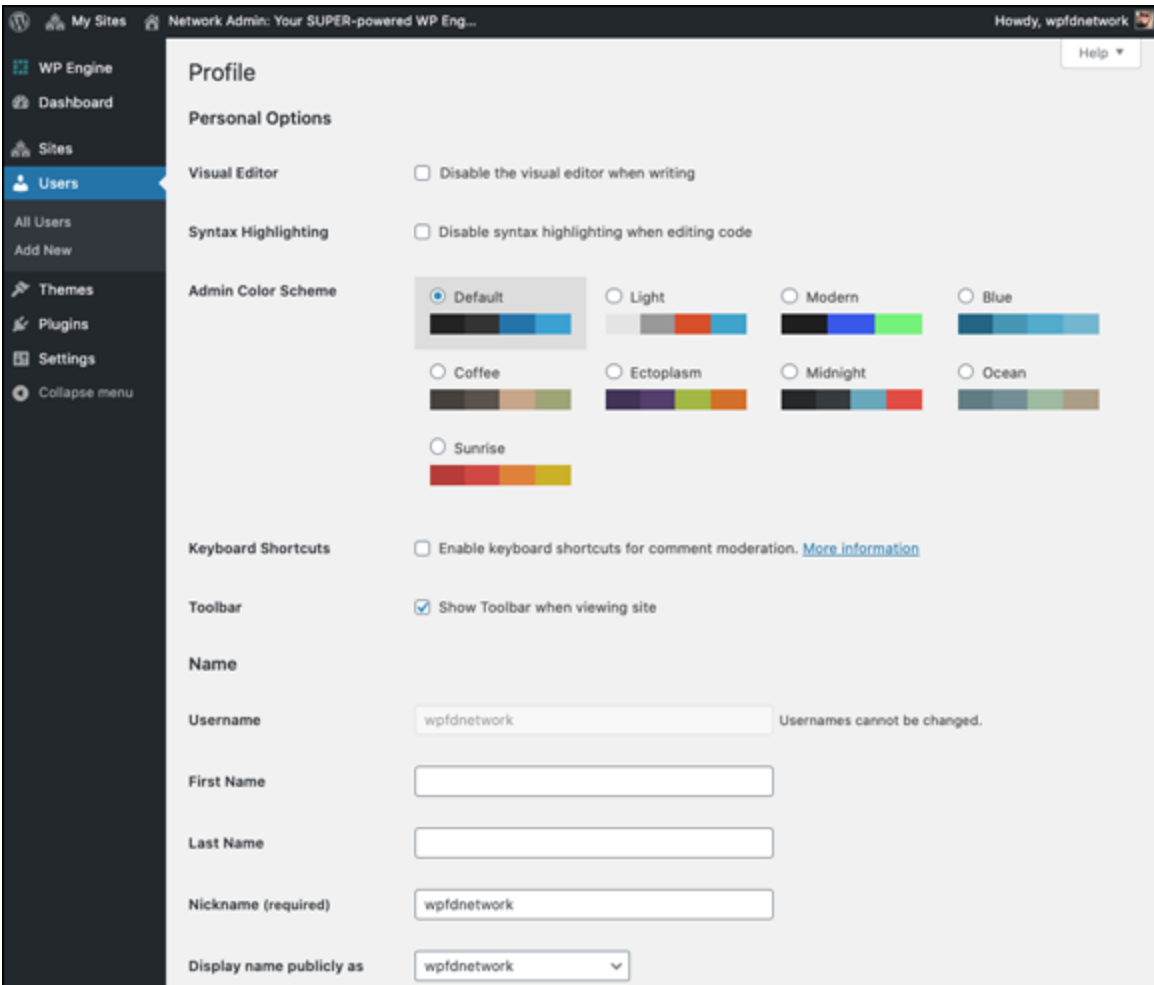 My Sites Network Admin: Your SUPER-powered WP Eng... Howdy, wpfdnetwork
Help
WP Engine
Dashboard
Sites
Users
All Users
Add New
Themes
Plugins
Settings
Collapse menu
Profile
Personal Options
Visual Editor Disable the visual editor when writing
Syntax Highlighting Disable syntax highlighting when editing code
Admin Color Scheme Default Light Modern Blue
Coffee Ectoplasm Midnight Ocean
Sunrise
Keyboard Shortcuts Enable keyboard shortcuts for comment moderation. More information
Toolbar Show Toolbar when viewing site
Name
Username wpfdnetwork Usernames cannot be changed.
First Name
Last Name
Nickname (required) wpfdnetwork
Display name publicly as wpfdnetwork